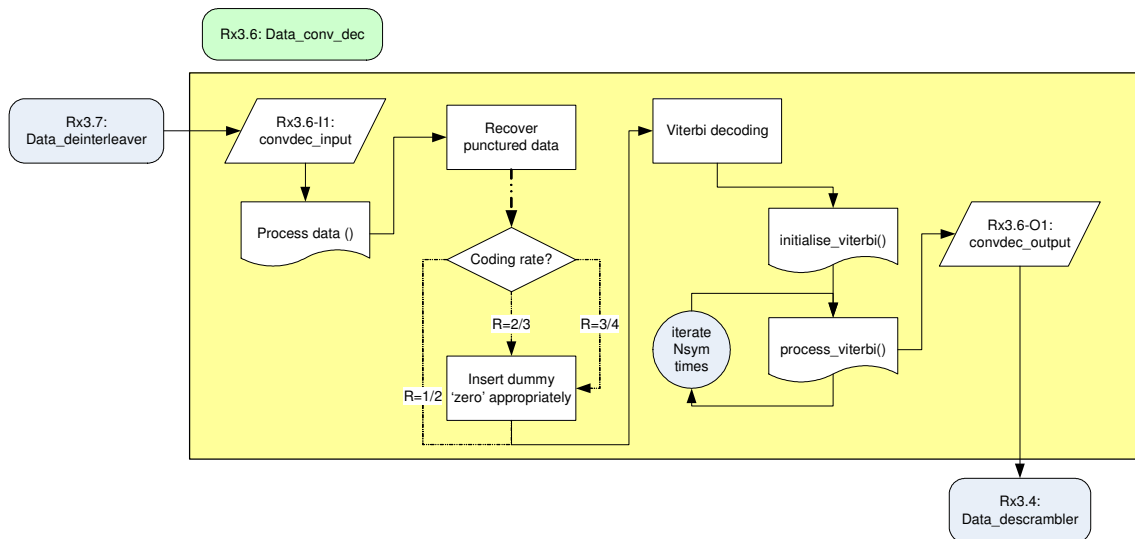 Rx3.6: Data_conv_dec
Rx3.7:
Data_deinterleaver
Rx3.6-I1:
convdec_input
Process data ()
Recover
punctured data
Coding rate?
R=2/3
R=3/4
R=1/2
Insert dummy
‘zero’ appropriately
Viterbi decoding
initialise_viterbi()
iterate
Nsym
times
process_viterbi()
Rx3.6-O1:
convdec_output
Rx3.4:
Data_descrambler